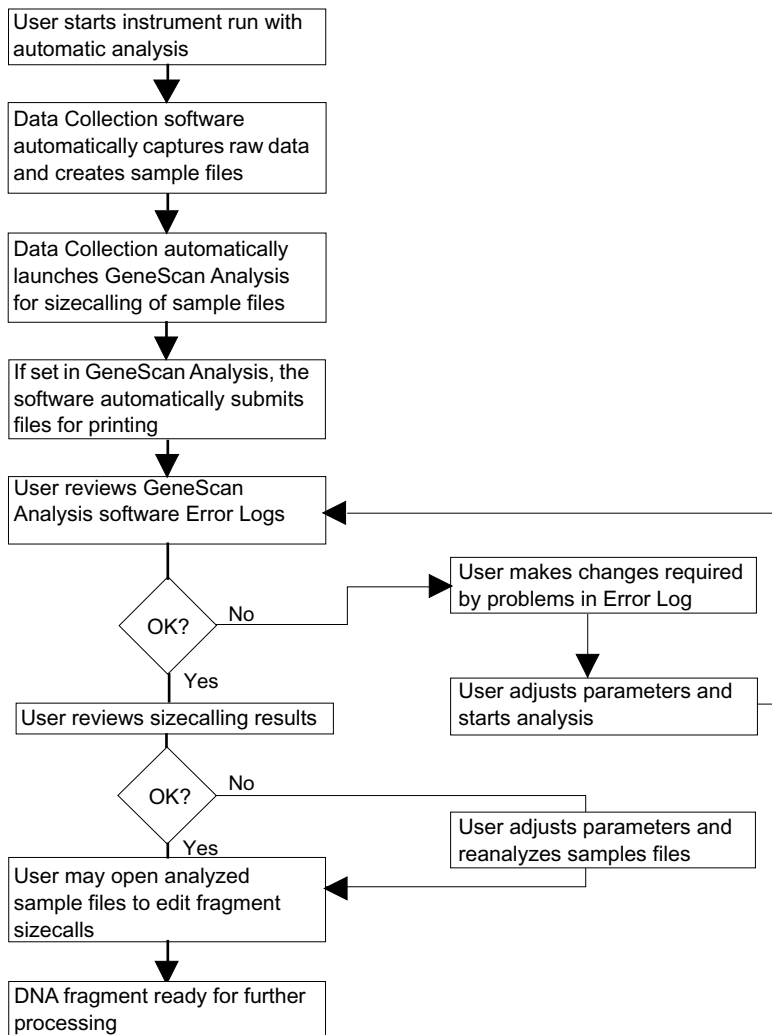 User starts instrument run with
automatic analysis
Data Collection software
automatically captures raw data
and creates sample files
Data Collection automatically
launches GeneScan Analysis
for sizecalling of sample files
If set in GeneScan Analysis, the
software automatically submits
files for printing
User reviews GeneScan
Analysis software Error Logs
OK?
No
User makes changes required
by problems in Error Log
User adjusts parameters and
starts analysis
Yes
User reviews sizecalling results
OK?
No
User adjusts parameters and
reanalyzes samples files
Yes
User may open analyzed
sample files to edit fragment
sizecalls
DNA fragment ready for further
processing